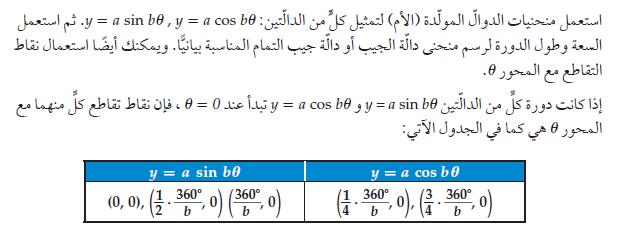 استعمل منحنيات الدوالّ المولّدة (الأم) لتمثيل كلٍّ من الدالّتين: y = a sin bθ , y = a cos bθ. ثم استعمل
السعة وطول الدورة لرسم منحنى دالّة الجيب أو دالّة جيب التمام المناسبة بيانيًّا. ويمكنك أيضًا استعمال نقاط
التقاطع مع المحور θ.
إذا كانت دورة كلٍّ من الدالّتين y = a sin bθ و y = a cos bθ تبدأ عند θ = 0 ، فإن نقاط تقاطع كلٍّ منهما مع
المحور θ هي كما في الجدول الآتي:
y = a sin bθ y = a cos bθ
(0, 0), (1/2 · 360°/b, 0) (360°/b, 0) (1/4 · 360°/b, 0), (3/4 · 360°/b, 0)